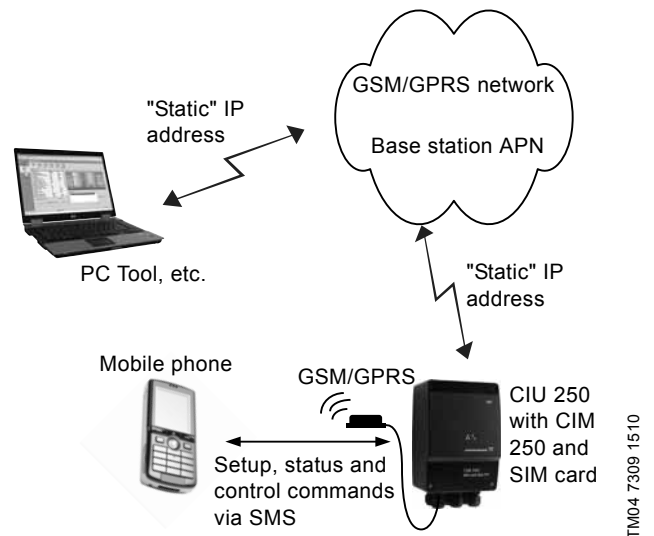 GSM/GPRS network
Base station APN
"Static" IP
address
PC Tool, etc.
"Static" IP
address
Mobile phone
GSM/GPRS
CIU 250
with CIM
250 and
SIM card
Setup, status and
control commands
via SMS
TM04 7309 1510